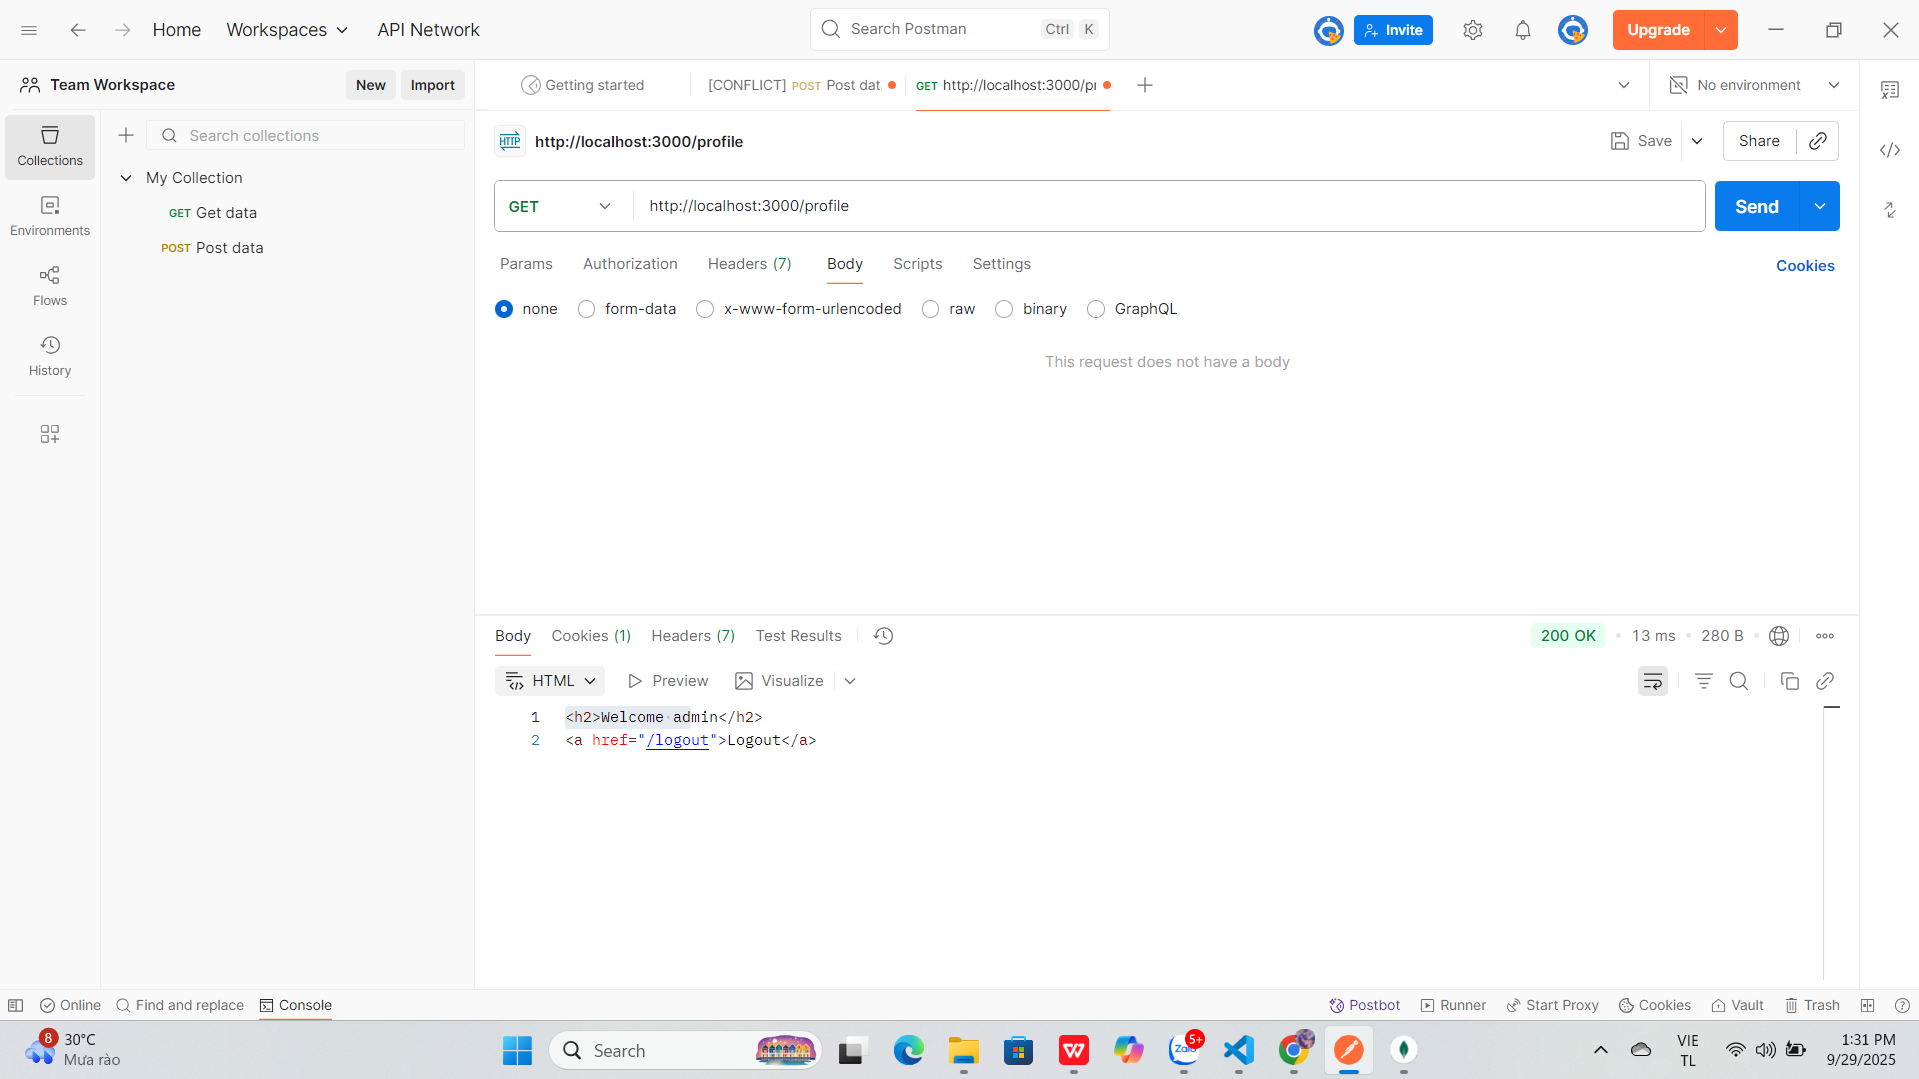 Home
Workspaces
API Network
Search Postman
Ctrl K
Invite
Upgrade
Team Workspace
New
Import
Getting started
[CONFLICT] POST Post dat
GET http://localhost:3000/pr
No environment
Collections
Environments
Flows
History
Search collections
My Collection
GET Get data
POST Post data
HTTP http://localhost:3000/profile
Save
Share
GET
http://localhost:3000/profile
Send
Params
Authorization
Headers (7)
Body
Scripts
Settings
Cookies
none
form-data
x-www-form-urlencoded
raw
binary
GraphQL
This request does not have a body
Body
Cookies (1)
Headers (7)
Test Results
200 OK • 13 ms • 280 B •
HTML
Preview
Visualize
1 <h2>Welcome·admin</h2>
2 <a href="/logout">Logout</a>
Online
Find and replace
Console
Postbot
Runner
Start Proxy
Cookies
Vault
Trash
8
30°C
Mưa rào
Search
Zalo
5+
VIE
TL
1:31 PM
9/29/2025